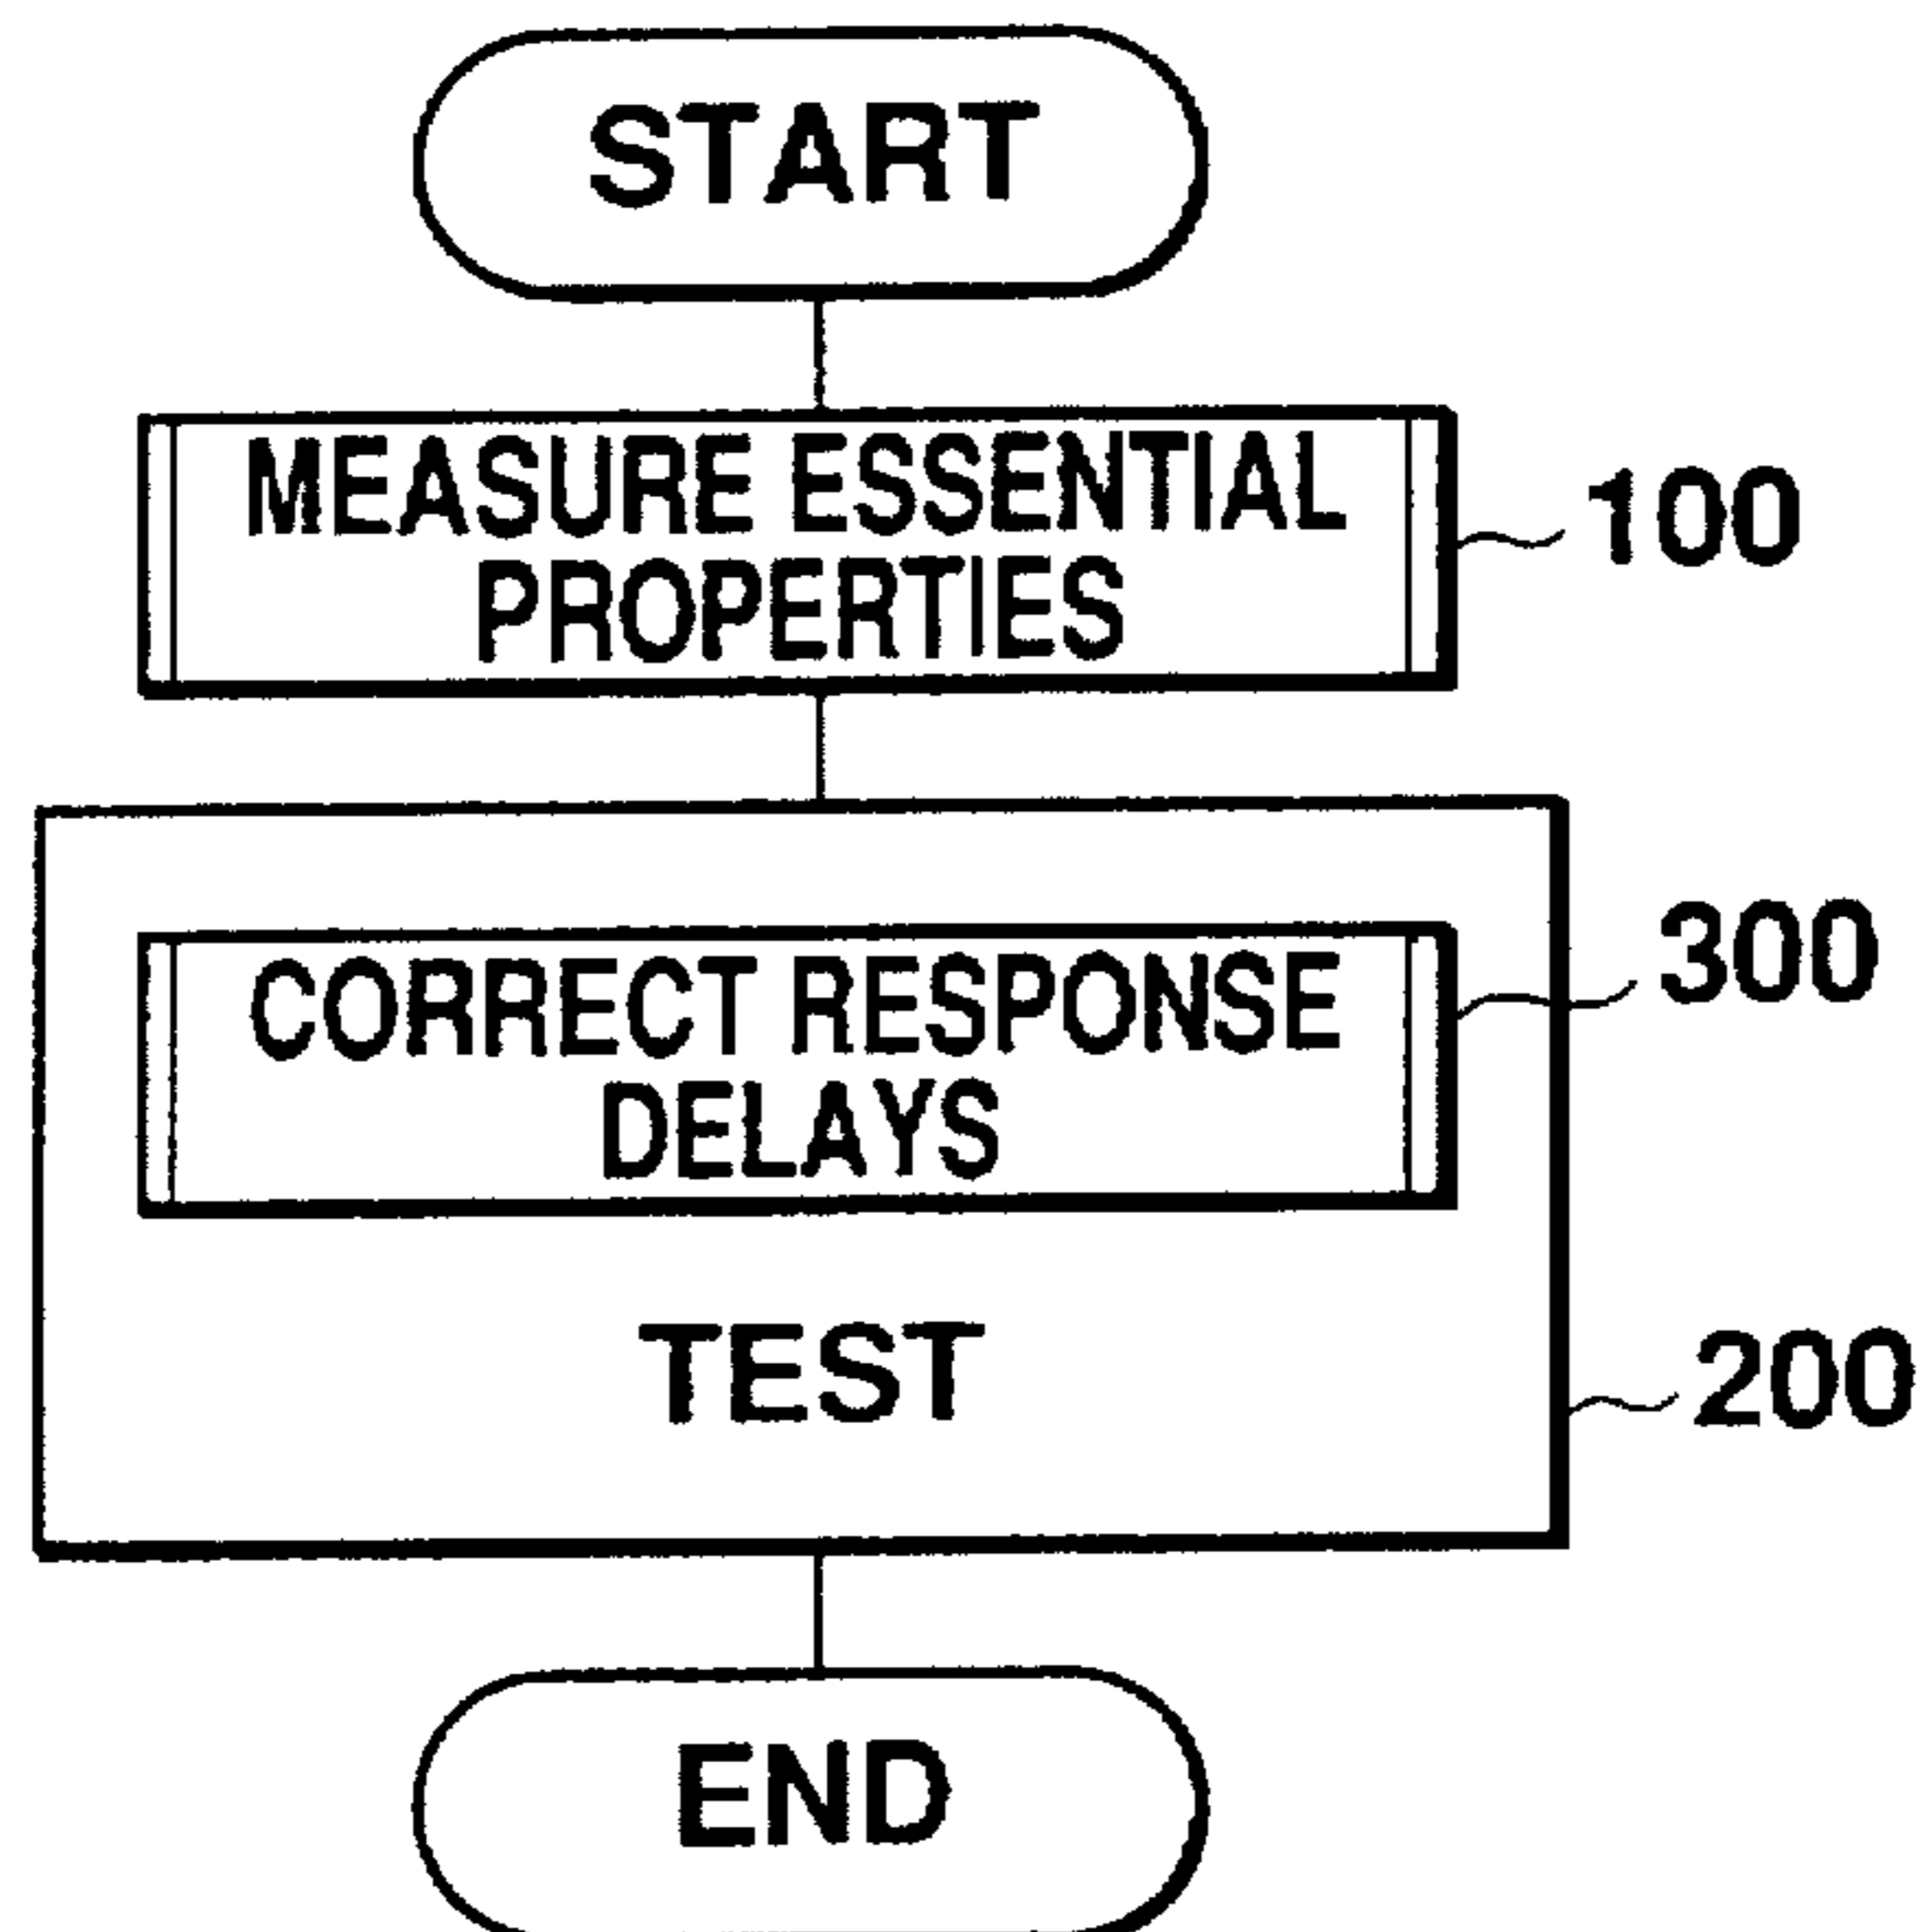 START
MEASURE ESSENTIAL
PROPERTIES
100
CORRECT RESPONSE
DELAYS
300
TEST
200
END